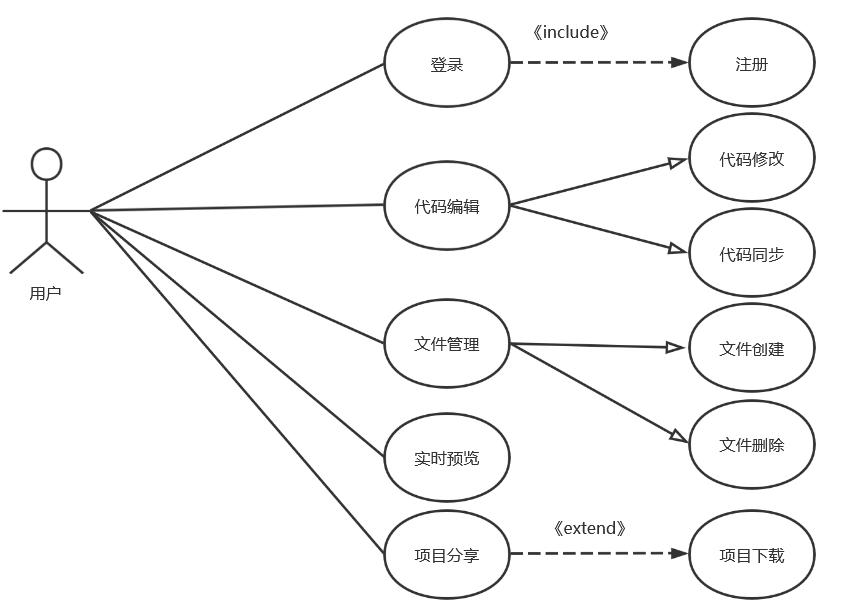 《include》
登录
注册
代码修改
代码编辑
代码同步
用户
文件管理
文件创建
文件删除
实时预览
《extend》
项目分享
项目下载